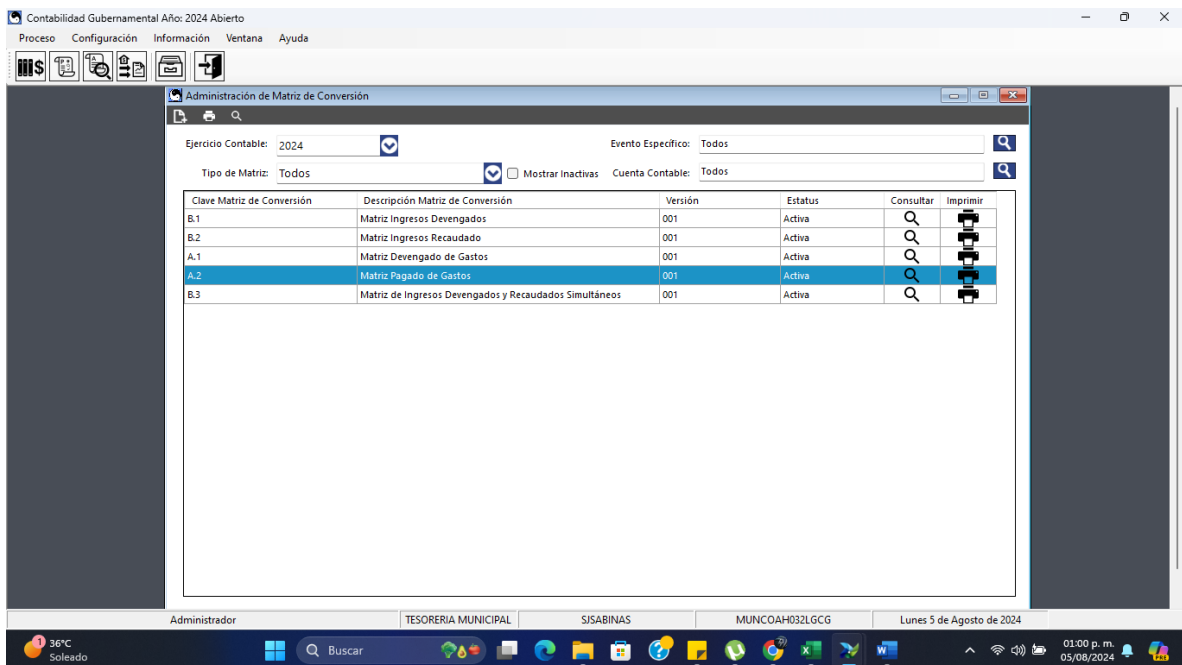 Contabilidad Gubernamental Año: 2024 Abierto
Proceso Configuración Información Ventana Ayuda
Administración de Matriz de Conversión
Ejercicio Contable: 2024 Evento Específico: Todos
Tipo de Matriz: Todos Mostrar Inactivas Cuenta Contable: Todos
Clave Matriz de Conversión Descripción Matriz de Conversión Versión Estatus Consultar Imprimir
B.1 Matriz Ingresos Devengados 001 Activa
B.2 Matriz Ingresos Recaudado 001 Activa
A.1 Matriz Devengado de Gastos 001 Activa
A.2 Matriz Pagado de Gastos 001 Activa
B.3 Matriz de Ingresos Devengados y Recaudados Simultáneos 001 Activa
Administrador TESORERIA MUNICIPAL SJSABINAS MUNCOAH032LGCG Lunes 5 de Agosto de 2024
1 36°C
Soleado
Buscar
01:00 p. m.
05/08/2024
PRE